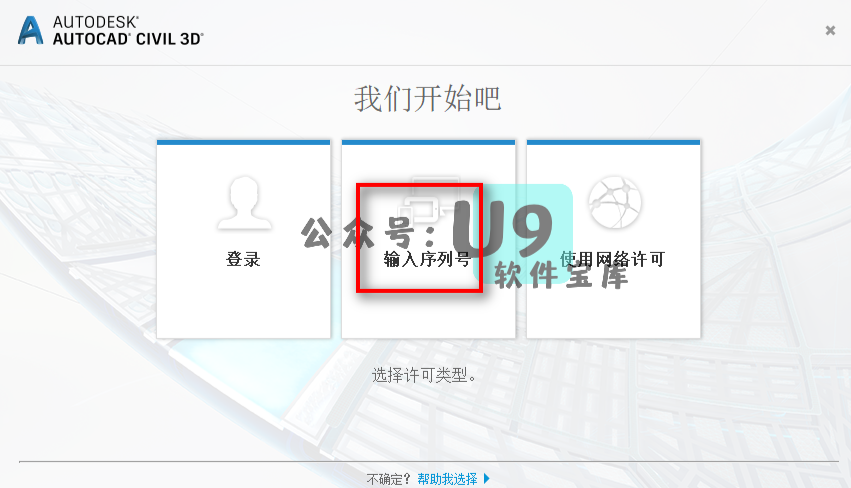 AUTODESK®
AUTOCAD® CIVIL 3D®
我们开始吧
登录
输入序列号
使用网络许可
公众号：U9
软件宝库
选择许可类型。
不确定？帮助我选择